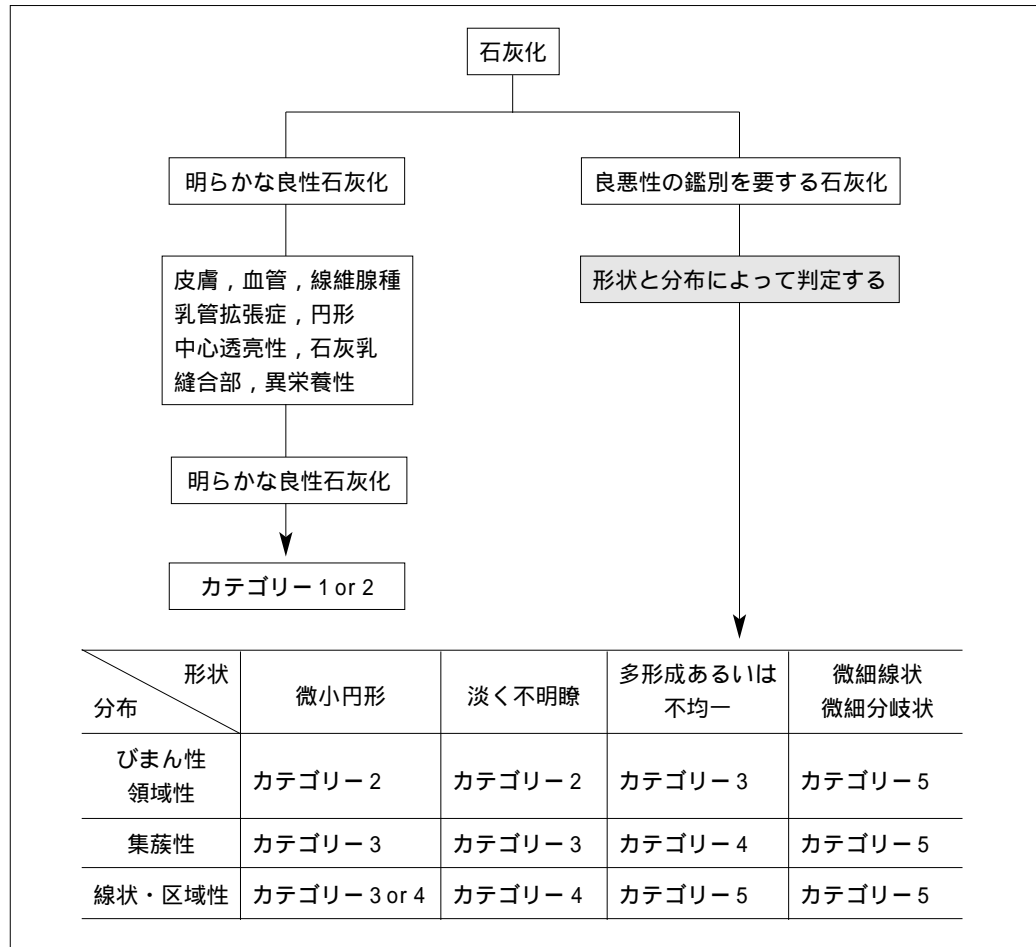 石灰化
明らかな良性石灰化
良悪性の鑑別を要する石灰化
皮膚，血管，線維腺種
乳管拡張症，円形
中心透亮性，石灰乳
縫合部，異栄養性
形状と分布によって判定する
明らかな良性石灰化
カテゴリー 1 or 2
形状
分布
微小円形
淡く不明瞭
多形成あるいは
不均一
微細線状
微細分岐状
びまん性
領域性
カテゴリー 2
カテゴリー 2
カテゴリー 3
カテゴリー 5
集蔟性
カテゴリー 3
カテゴリー 3
カテゴリー 4
カテゴリー 5
線状・区域性
カテゴリー 3 or 4
カテゴリー 4
カテゴリー 5
カテゴリー 5